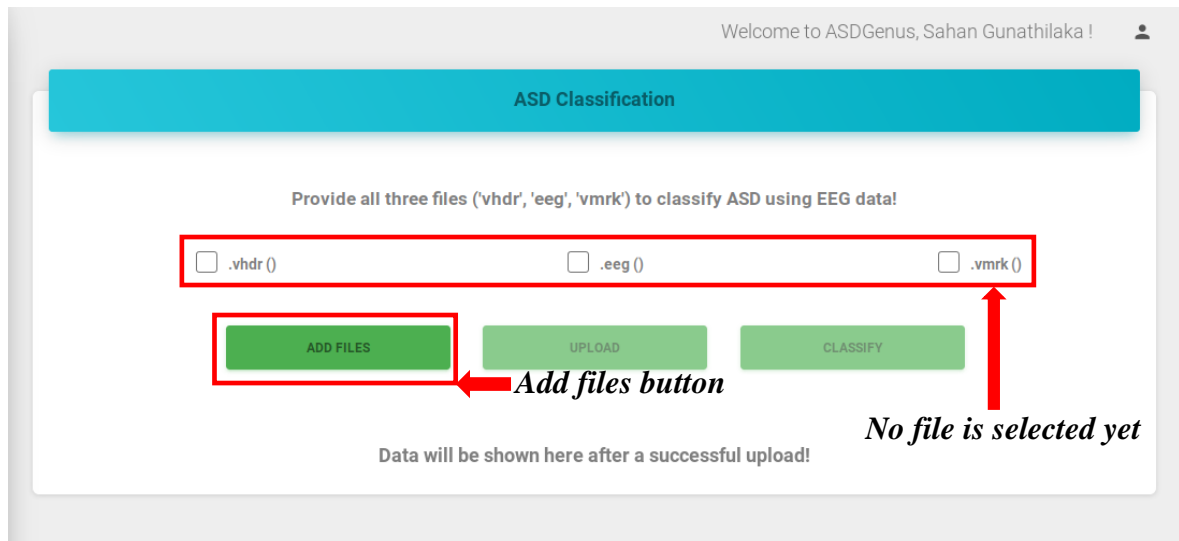 Welcome to ASDGenus, Sahan Gunathilaka !
ASD Classification
Provide all three files ('vhdr', 'eeg', 'vmrk') to classify ASD using EEG data!
.vhdr () .eeg () .vmrk ()
ADD FILES UPLOAD CLASSIFY
Add files button
No file is selected yet
Data will be shown here after a successful upload!